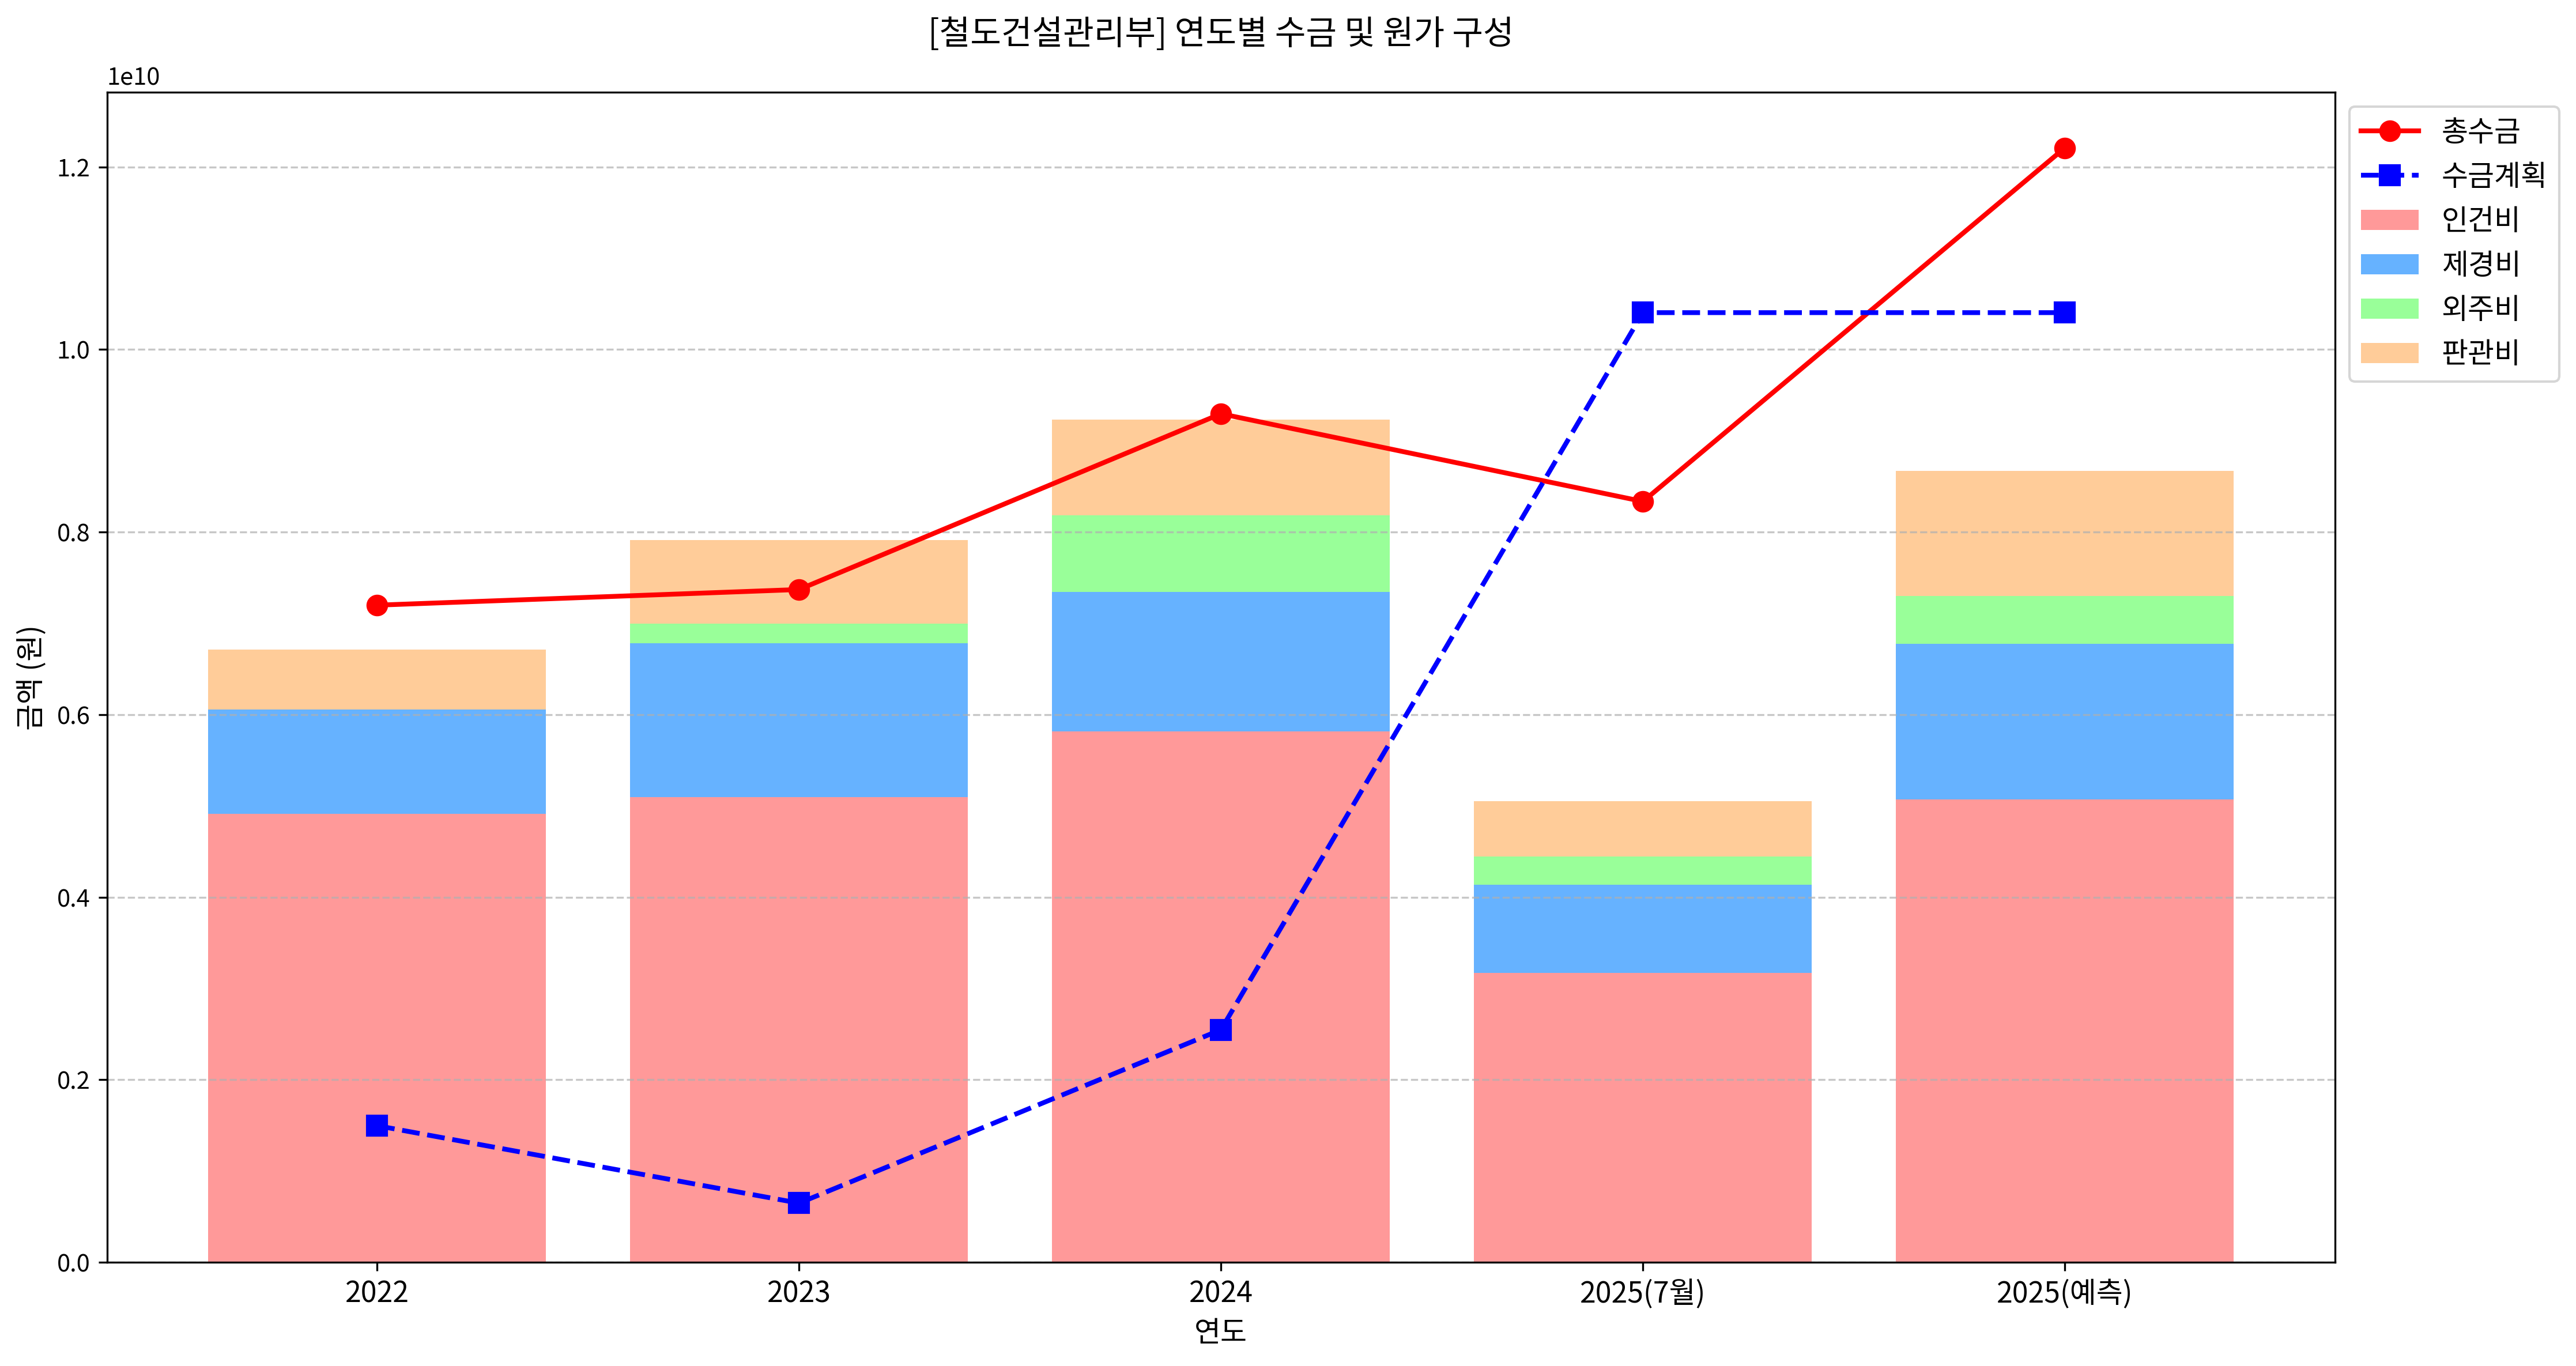 [철도건설관리부] 연도별 수금 및 원가 구성
1e10
1.2
1.0
0.8
0.6
0.4
0.2
0.0
금액 (원)
2022
2023
2024
2025(7월)
2025(예측)
연도
총수금
수금계획
인건비
제경비
외주비
판관비